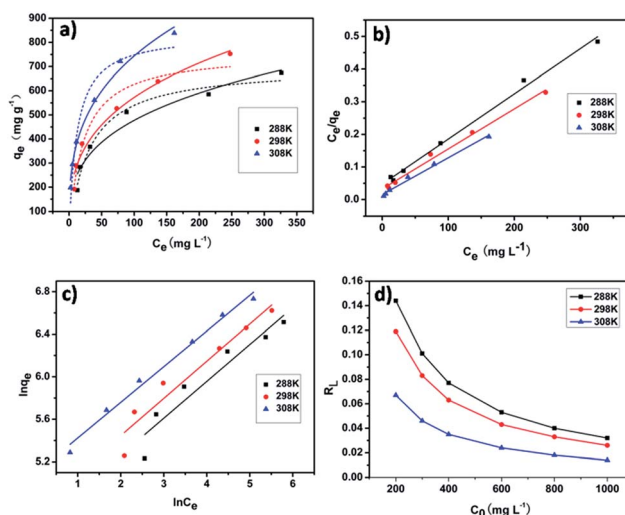 a)
900
800
700
600
500
400
300
200
100
qe (mg g-1)
288K
298K
308K
0 50 100 150 200 250 300 350
Ce (mg L-1)
b)
0.5
0.4
0.3
0.2
0.1
0.0
Ce/qe
288K
298K
308K
0 50 100 150 200 250 300 350
Ce (mg L-1)
c)
6.8
6.4
6.0
5.6
5.2
lnqe
288K
298K
308K
1 2 3 4 5 6
lnCe
d)
0.16
0.14
0.12
0.10
0.08
0.06
0.04
0.02
0.00
RL
288K
298K
308K
200 400 600 800 1000
C0 (mg L-1)